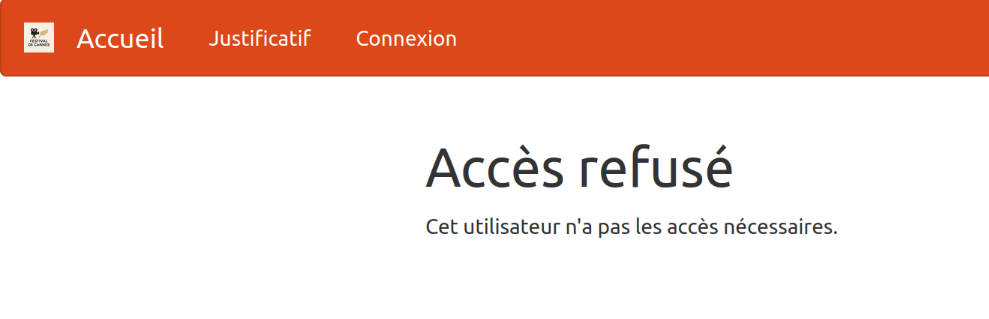 FESTIVAL
DE CANNES
Accueil Justificatif Connexion
Accès refusé
Cet utilisateur n'a pas les accès nécessaires.